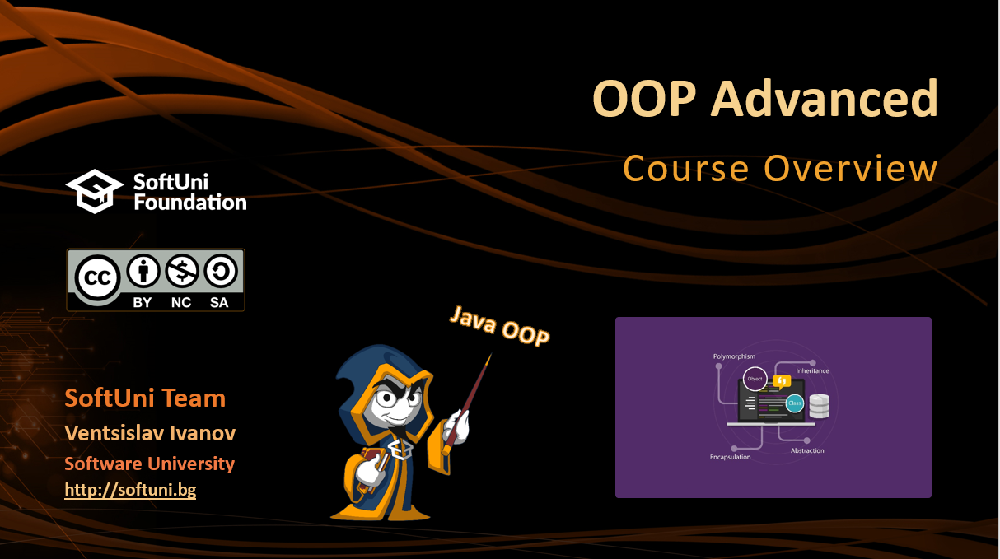 OOP Advanced
Course Overview
SoftUni
Foundation
CC
BY NC SA
Java OOP
SoftUni Team
Ventsislav Ivanov
Software University
http://softuni.bg
Polymorphism
Inheritance
Object
Class
Encapsulation
Abstraction